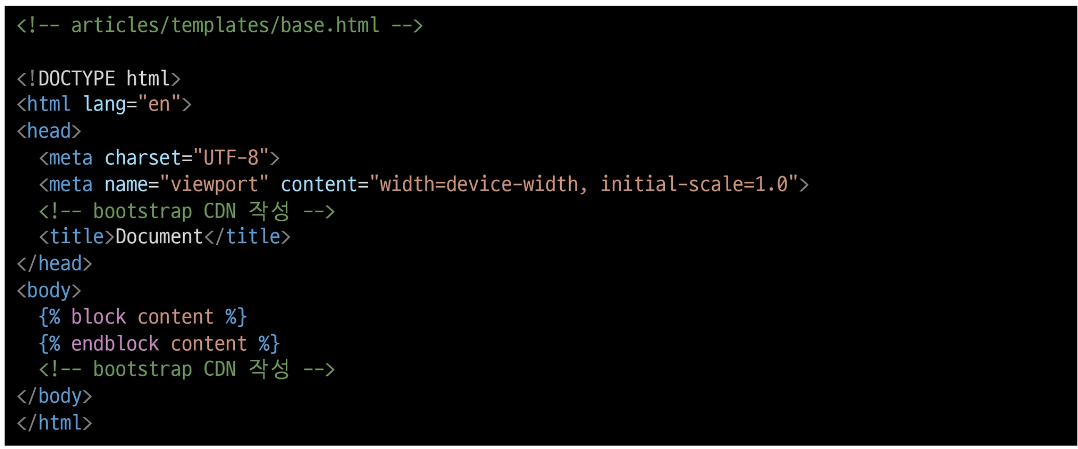 <!-- articles/templates/base.html -->
<!DOCTYPE html>
<html lang="en">
<head>
  <meta charset="UTF-8">
  <meta name="viewport" content="width=device-width, initial-scale=1.0">
  <!-- bootstrap CDN 작성 -->
  <title>Document</title>
</head>
<body>
  {% block content %}
  {% endblock content %}
  <!-- bootstrap CDN 작성 -->
</body>
</html>